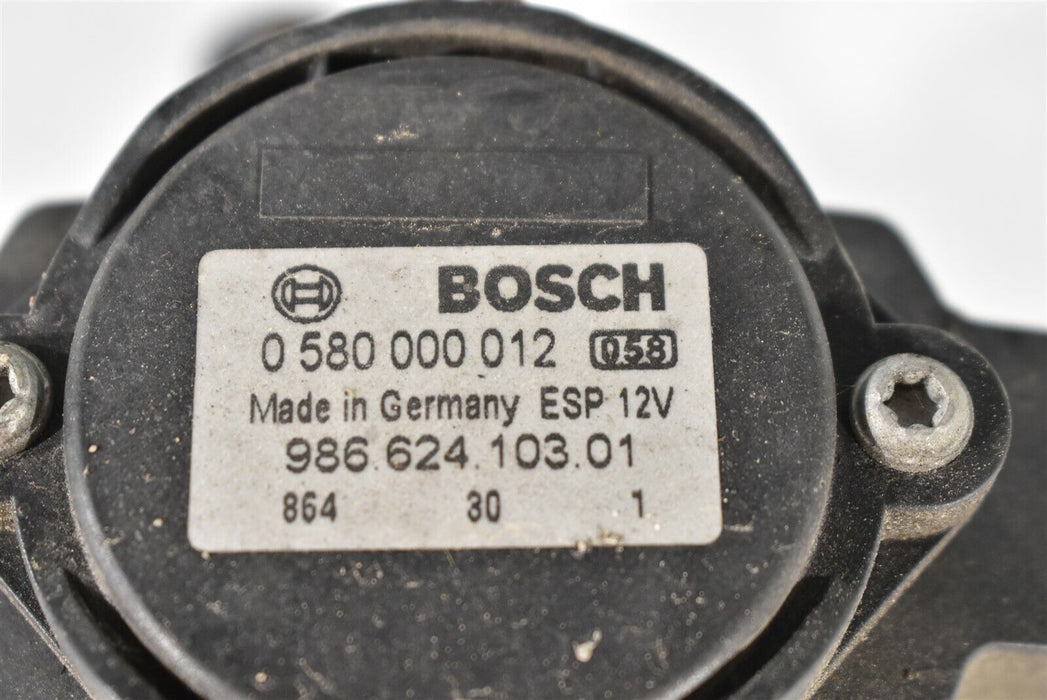 BOSCH
0 580 000 012 058
Made in Germany ESP 12V
986.624.103.01
864 30 1